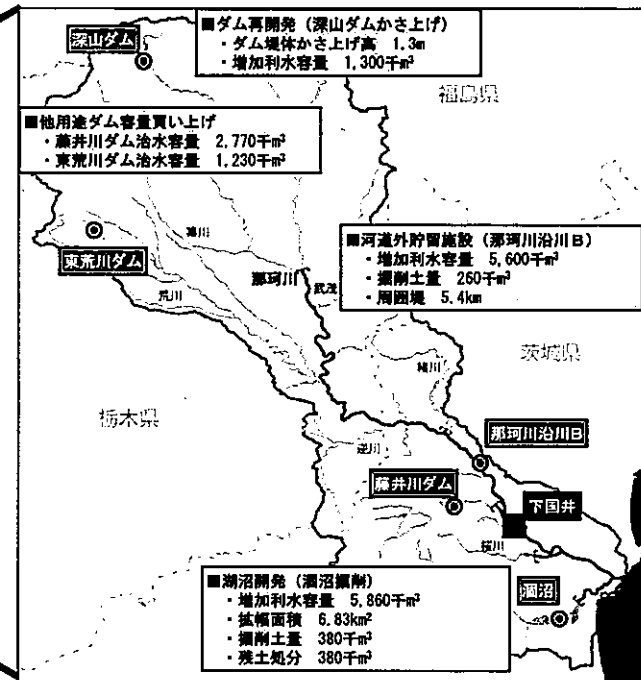 深山ダム
■ダム再開発（深山ダムかさ上げ）
・ダム堤体かさ上げ高　1.3m
・増加利水容量　1,300千m³
福島県
■他用途ダム容量買い上げ
・藤井川ダム治水容量　2,770千m³
・東荒川ダム治水容量　1,230千m³
東荒川ダム
荒川
那珂川
武茂
■河道外貯留施設（那珂川沿川Ｂ）
・増加利水容量　5,600千m³
・掘削土量　260千m³
・周囲堤　5.4km
茨城県
緒川
栃木県
那珂川沿川B
逆川
藤井川ダム
下国井
桜川
■湖沼開発（涸沼掘削）
・増加利水容量　5,860千m³
・拡幅面積　6.83km²
・掘削土量　380千m³
・残土処分　380千m³
涸沼